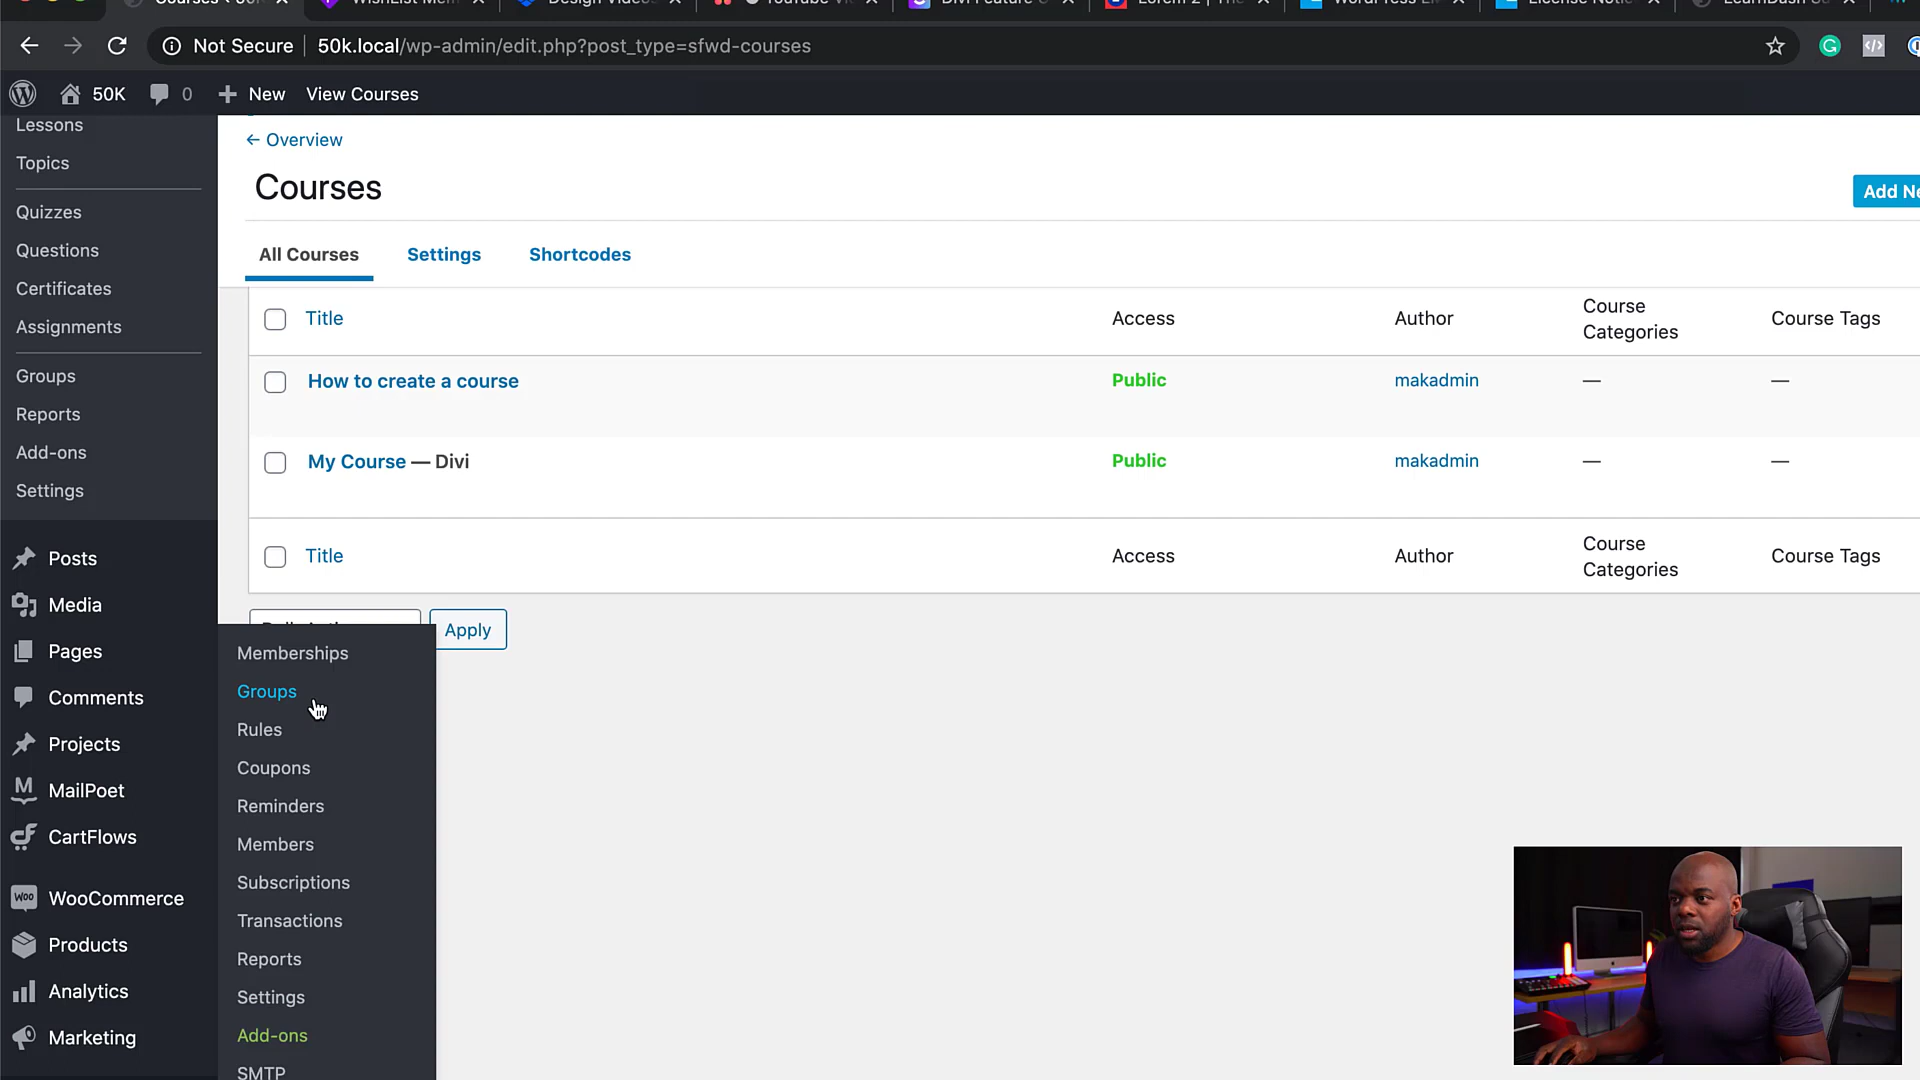 Not Secure 50k.local/wp-admin/edit.php?post_type=sfwd-courses
50K 0 New View Courses
Lessons
Topics
Quizzes
Questions
Certificates
Assignments
Groups
Reports
Add-ons
Settings
Posts
Media
Pages
Comments
Projects
MailPoet
CartFlows
WooCommerce
Products
Analytics
Marketing
← Overview
Courses
Add Ne
All Courses Settings Shortcodes
Title Access Author Course Categories Course Tags
How to create a course Public makadmin — —
My Course — Divi Public makadmin — —
Title Access Author Course Categories Course Tags
Apply
Memberships
Groups
Rules
Coupons
Reminders
Members
Subscriptions
Transactions
Reports
Settings
Add-ons
SMTP